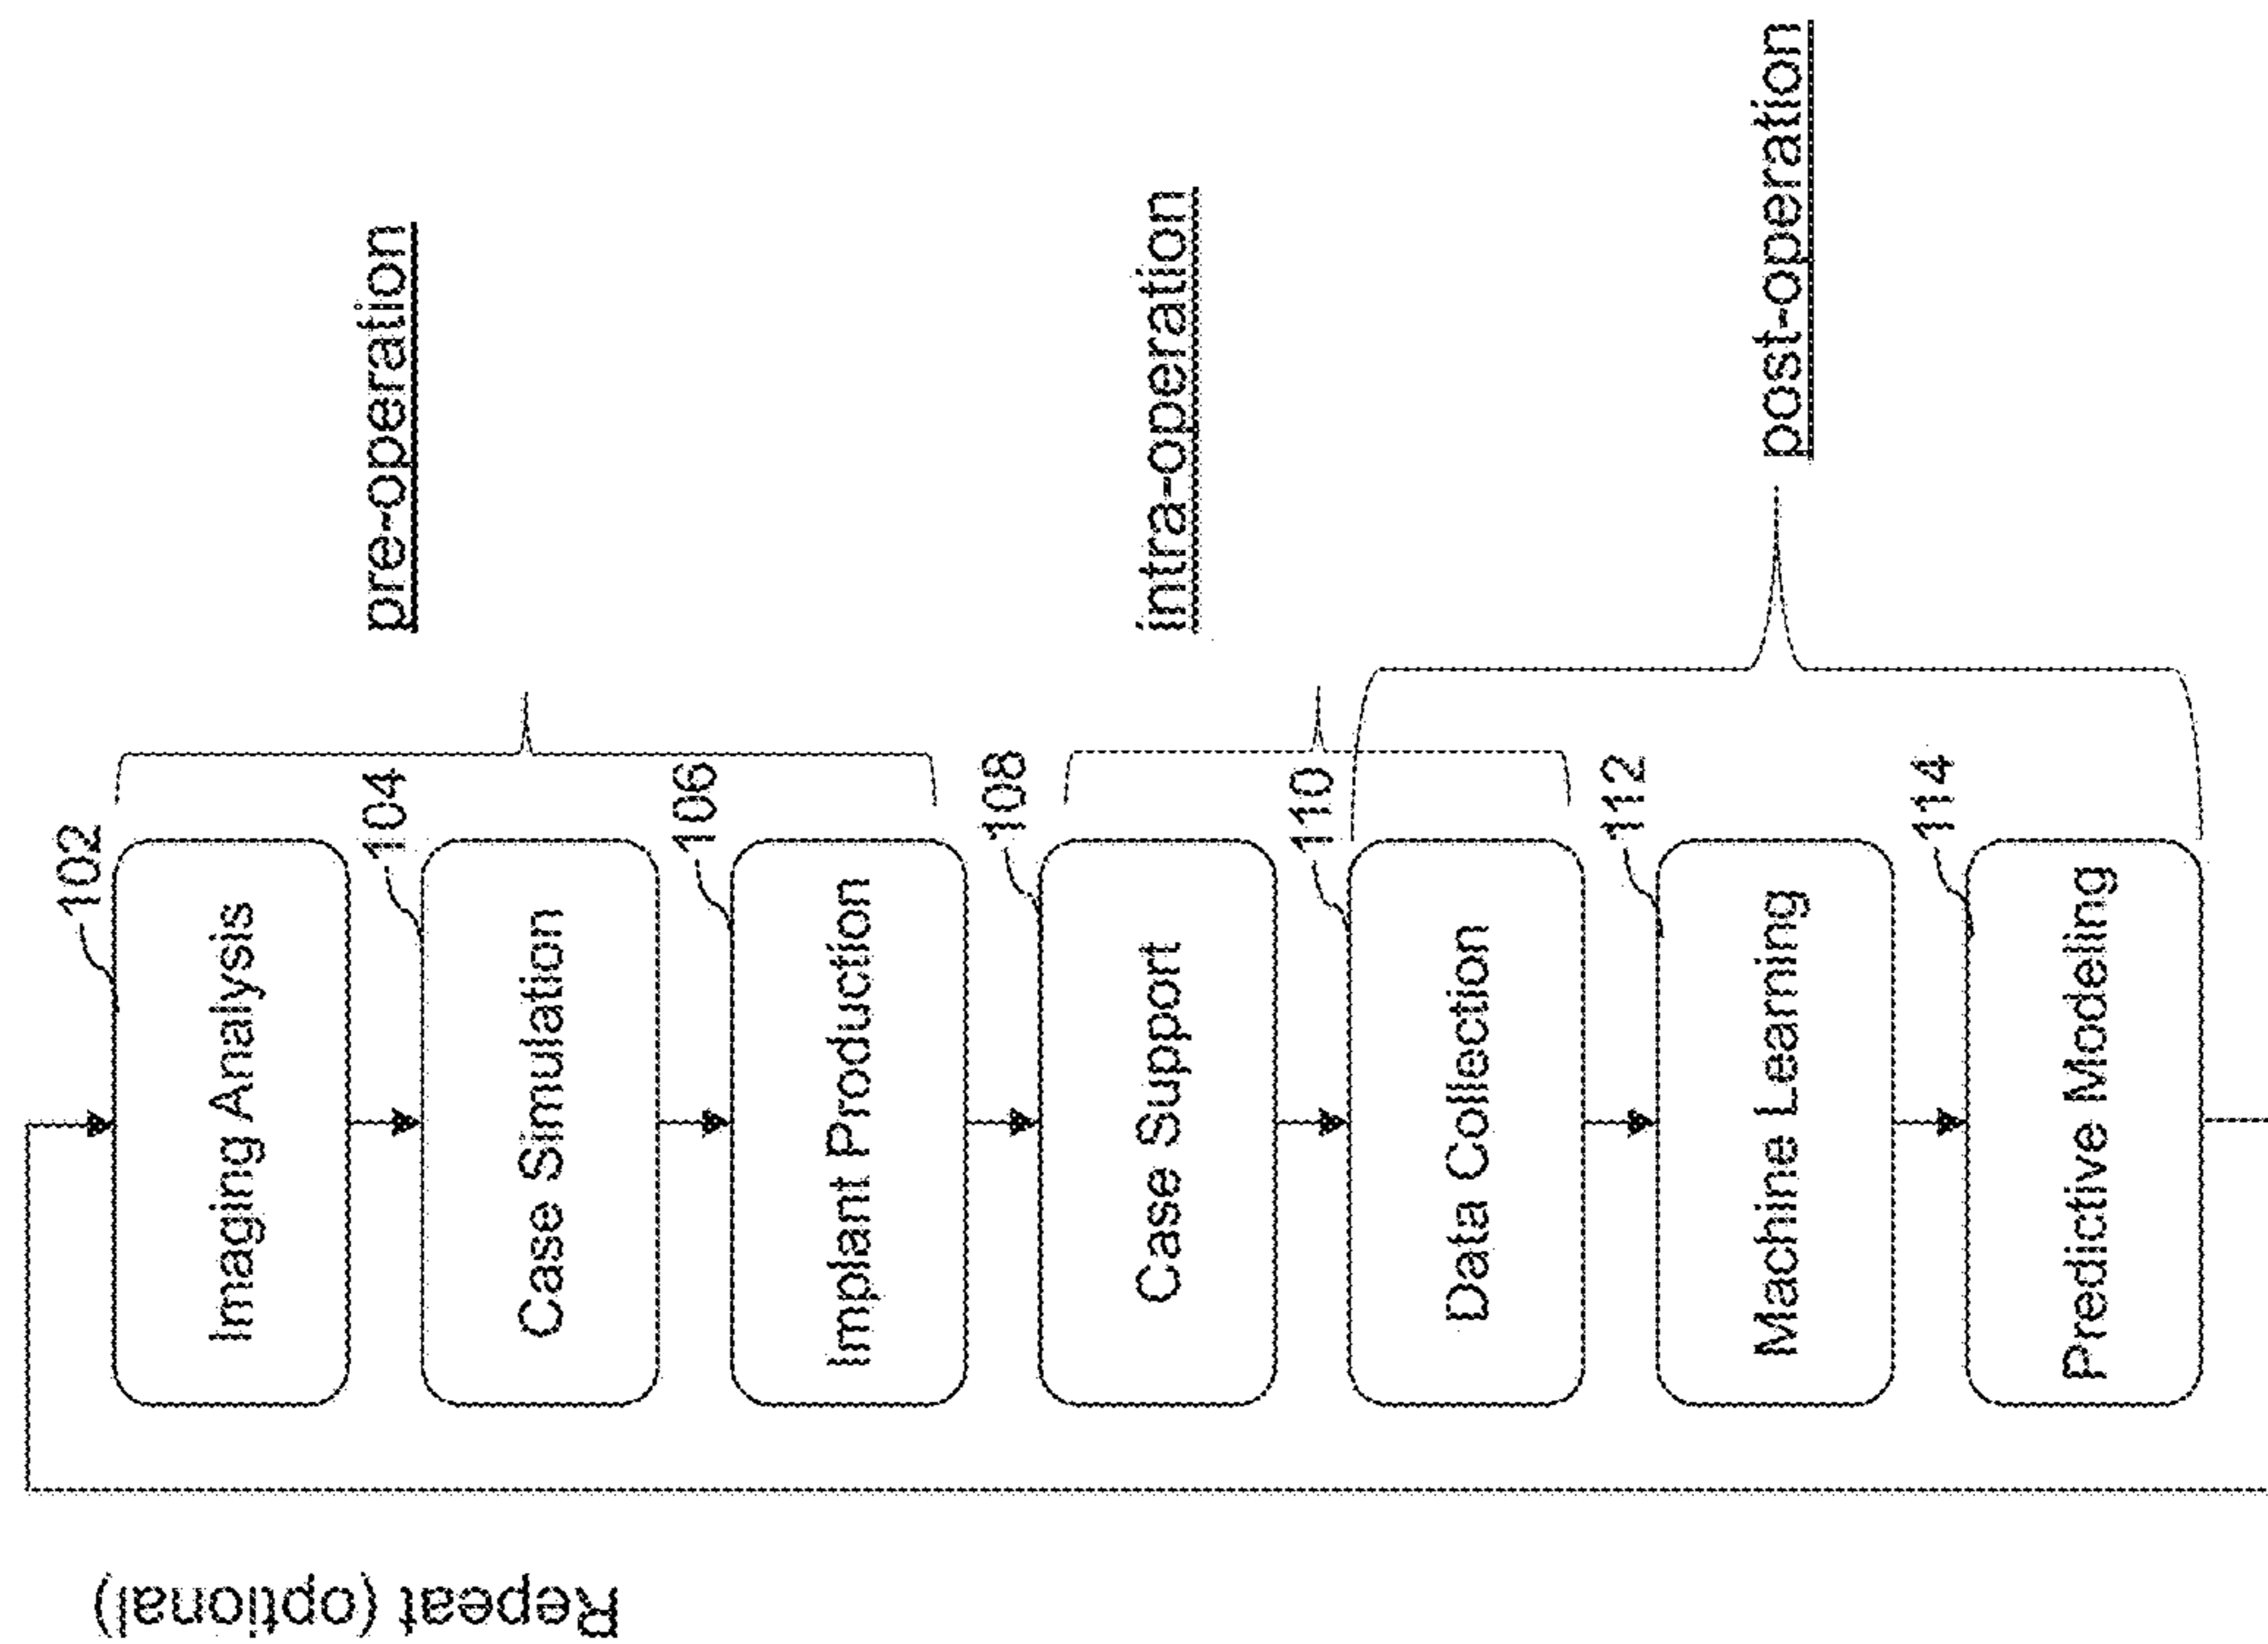 Repeat (optional)
102
Imaging Analysis
104
Case Simulation
106
Implant Production
pre-operation
108
Case Support
110
Data Collection
intra-operation
112
Machine Learning
114
Predictive Modeling
post-operation